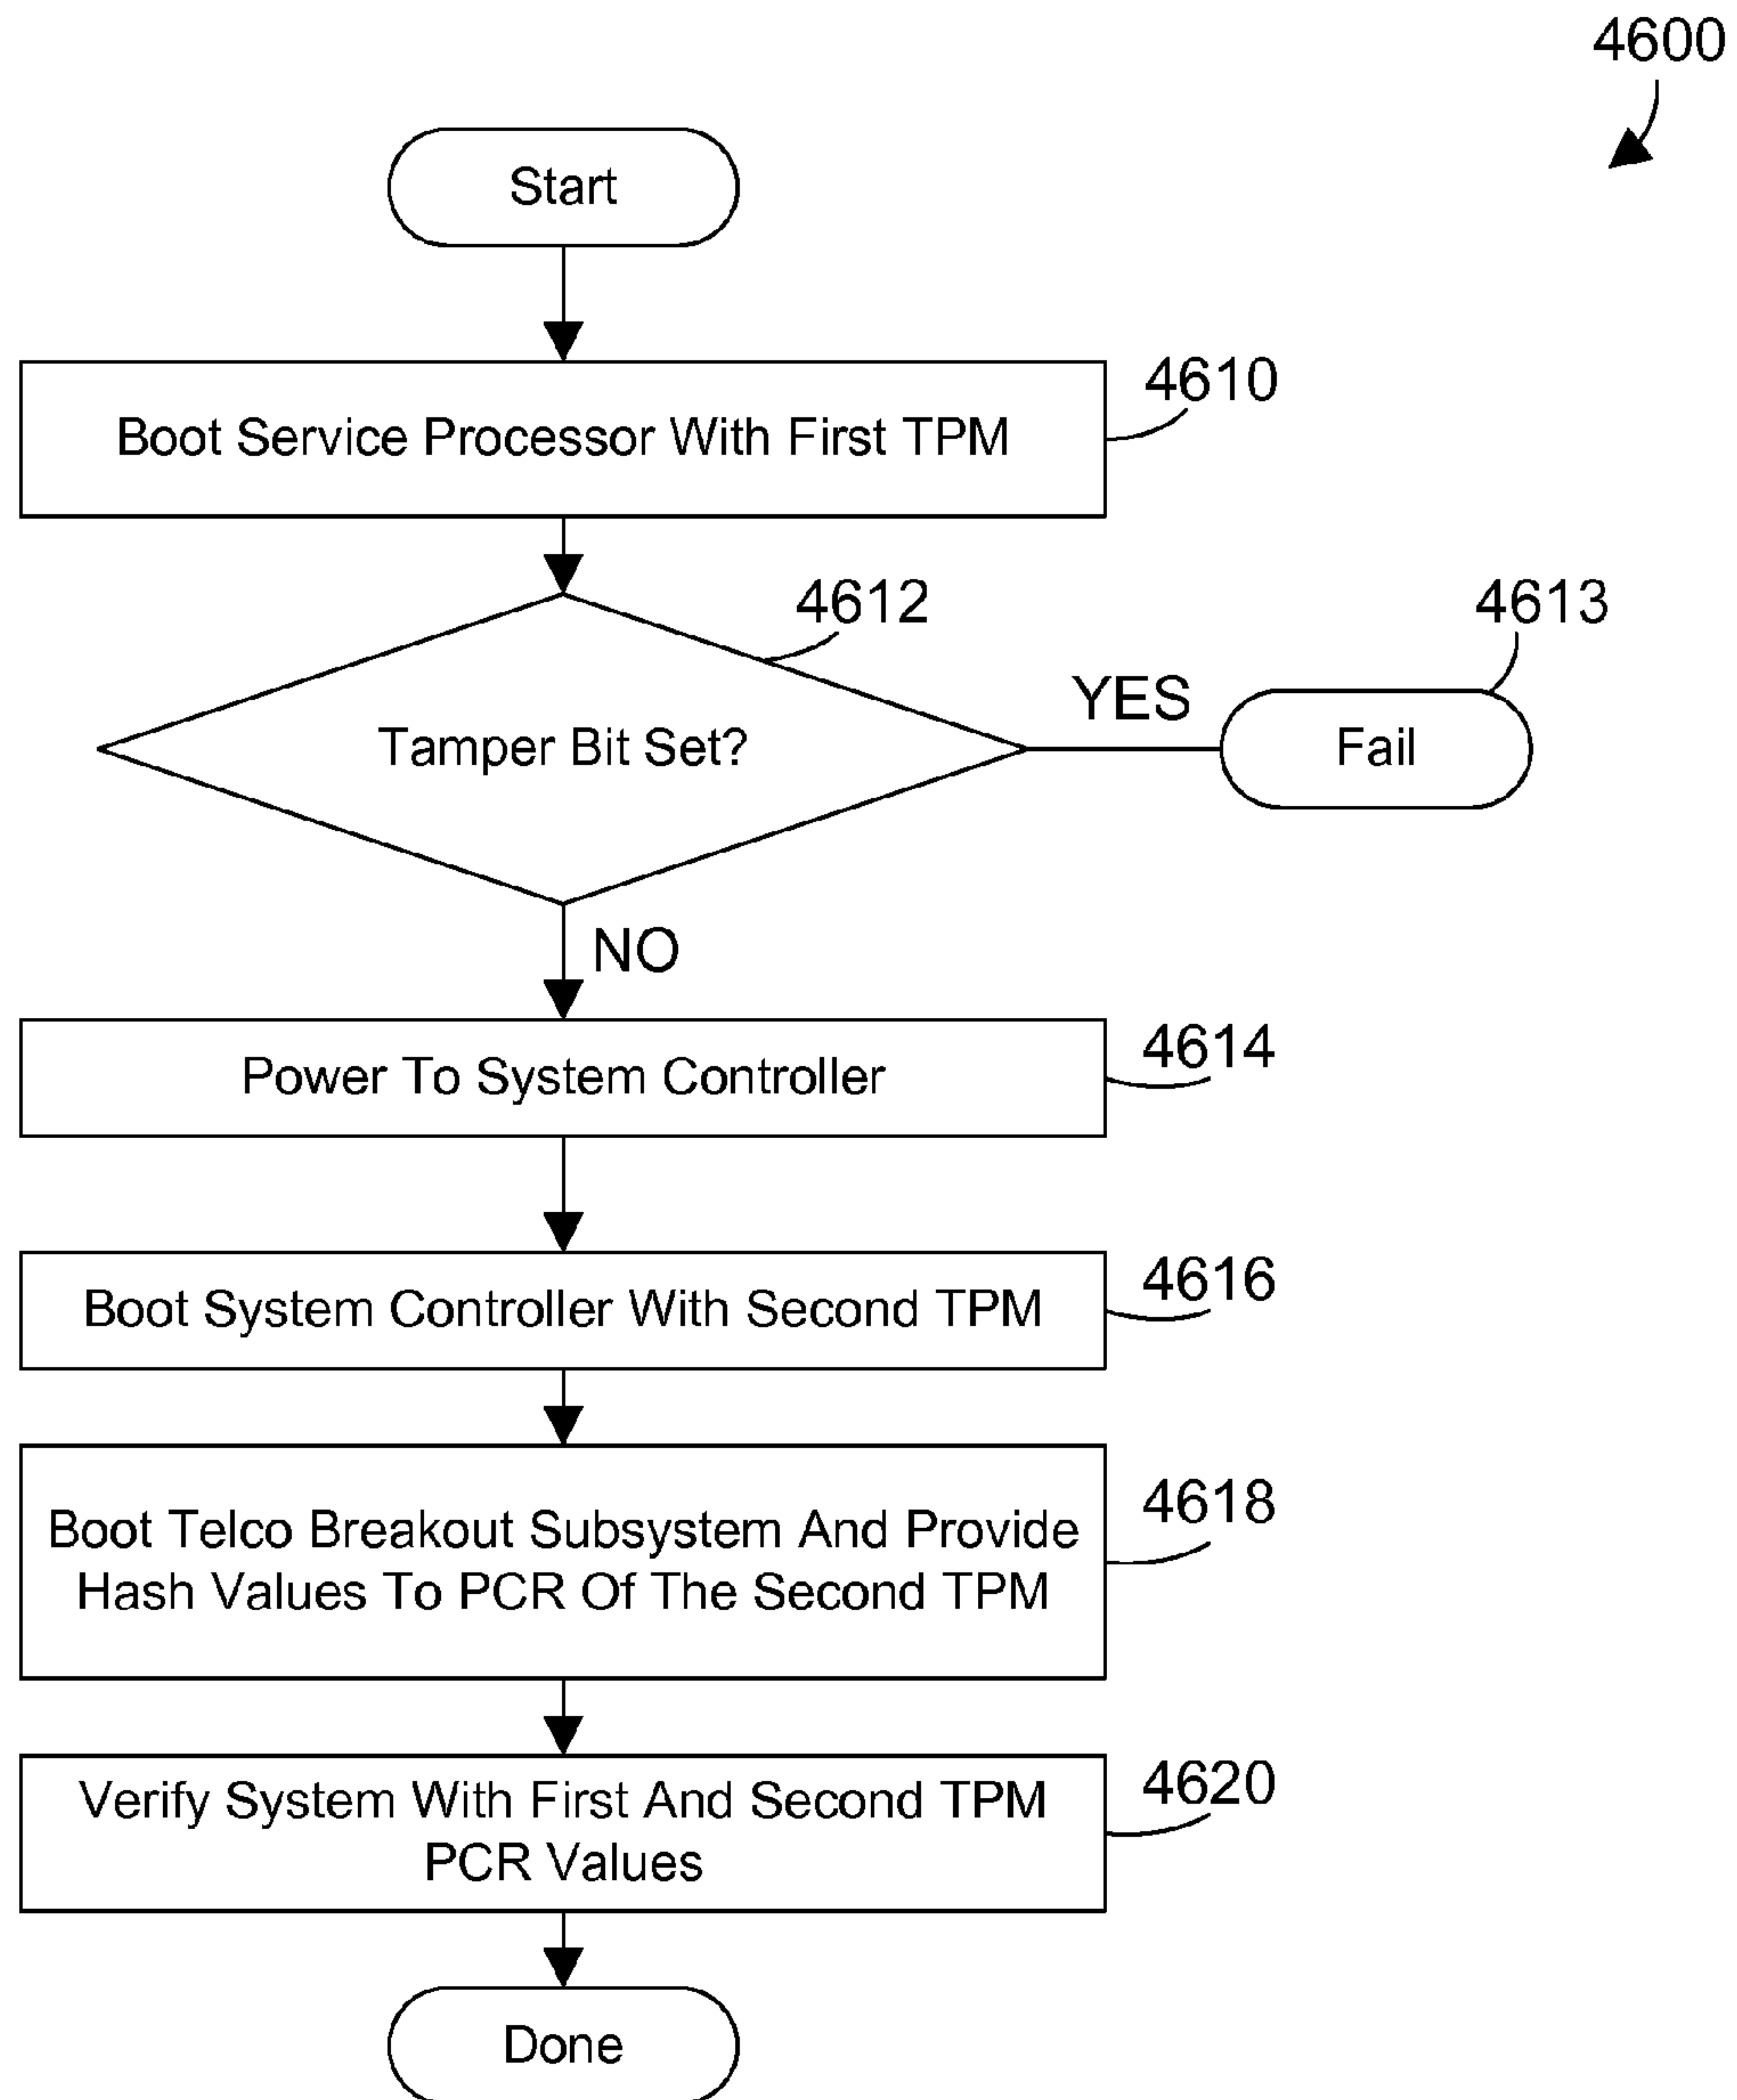 4600
Start
4610
Boot Service Processor With First TPM
4612
4613
YES
Tamper Bit Set?
Fail
NO
4614
Power To System Controller
4616
Boot System Controller With Second TPM
4618
Boot Telco Breakout Subsystem And Provide
Hash Values To PCR Of The Second TPM
4620
Verify System With First And Second TPM
PCR Values
Done